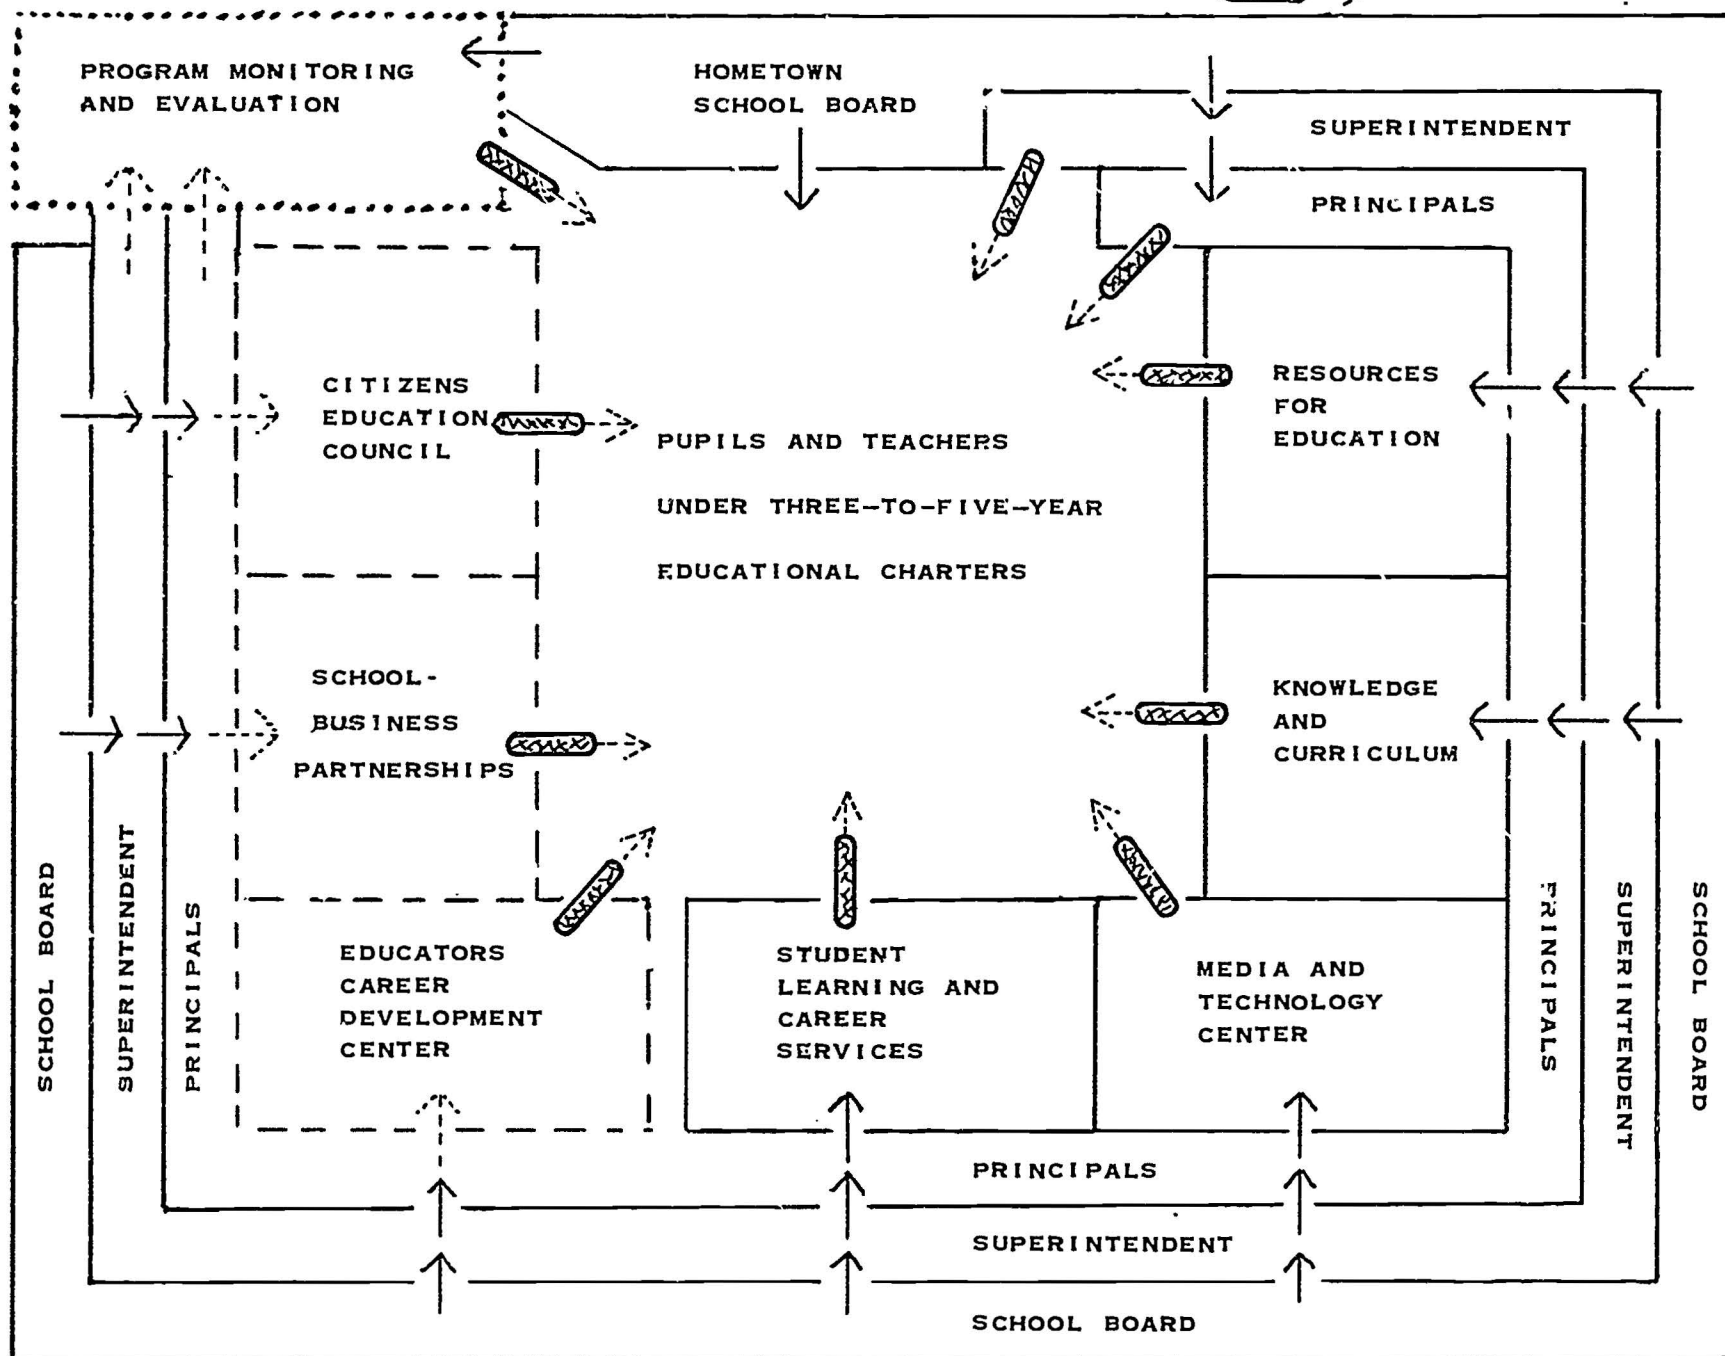 PROGRAM MONITORING
AND EVALUATION
HOMETOWN
SCHOOL BOARD
SUPERINTENDENT
PRINCIPALS
CITIZENS
EDUCATION
COUNCIL
PUPILS AND TEACHERS
UNDER THREE-TO-FIVE-YEAR
EDUCATIONAL CHARTERS
RESOURCES
FOR
EDUCATION
SCHOOL-
BUSINESS
PARTNERSHIPS
KNOWLEDGE
AND
CURRICULUM
SCHOOL BOARD
SUPERINTENDENT
PRINCIPALS
EDUCATORS
CAREER
DEVELOPMENT
CENTER
STUDENT
LEARNING AND
CAREER
SERVICES
MEDIA AND
TECHNOLOGY
CENTER
PRINCIPALS
SUPERINTENDENT
SCHOOL BOARD
PRINCIPALS
SUPERINTENDENT
SCHOOL BOARD